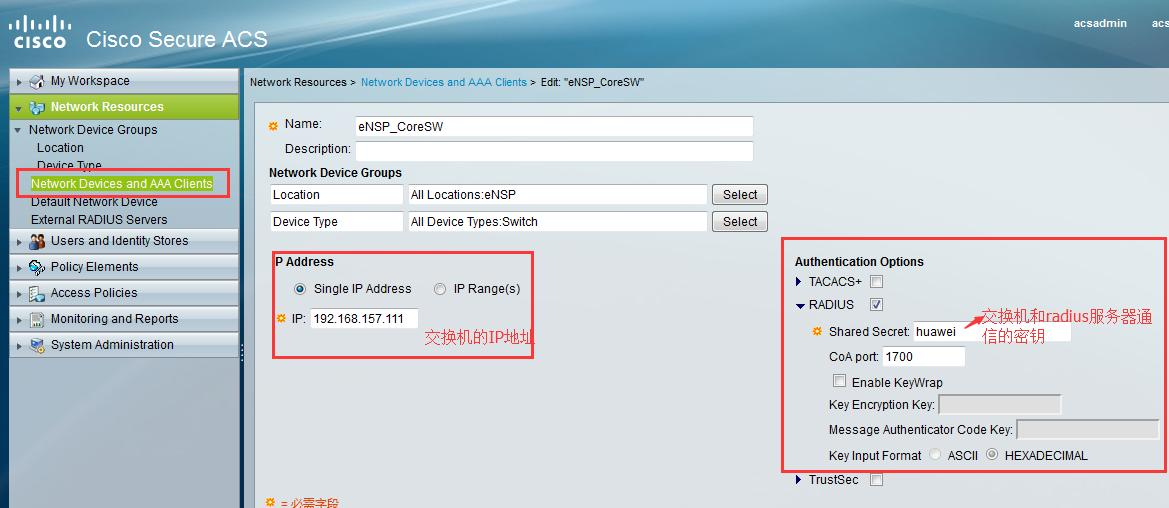 CISCO Cisco Secure ACS
acsadmin acs
My Workspace
Network Resources
Network Device Groups
Location
Device Type
Network Devices and AAA Clients
Default Network Device
External RADIUS Servers
Users and Identity Stores
Policy Elements
Access Policies
Monitoring and Reports
System Administration
Network Resources > Network Devices and AAA Clients > Edit: "eNSP_CoreSW"
Name: eNSP_CoreSW
Description:
Network Device Groups
Location All Locations:eNSP Select
Device Type All Device Types:Switch Select
IP Address
Single IP Address IP Range(s)
IP: 192.168.157.111
交换机的IP地址
Authentication Options
TACACS+
RADIUS
Shared Secret: huawei
交换机和radius服务器通
信的密钥
CoA port: 1700
Enable KeyWrap
Key Encryption Key:
Message Authenticator Code Key:
Key Input Format ASCII HEXADECIMAL
TrustSec
= 必需字段